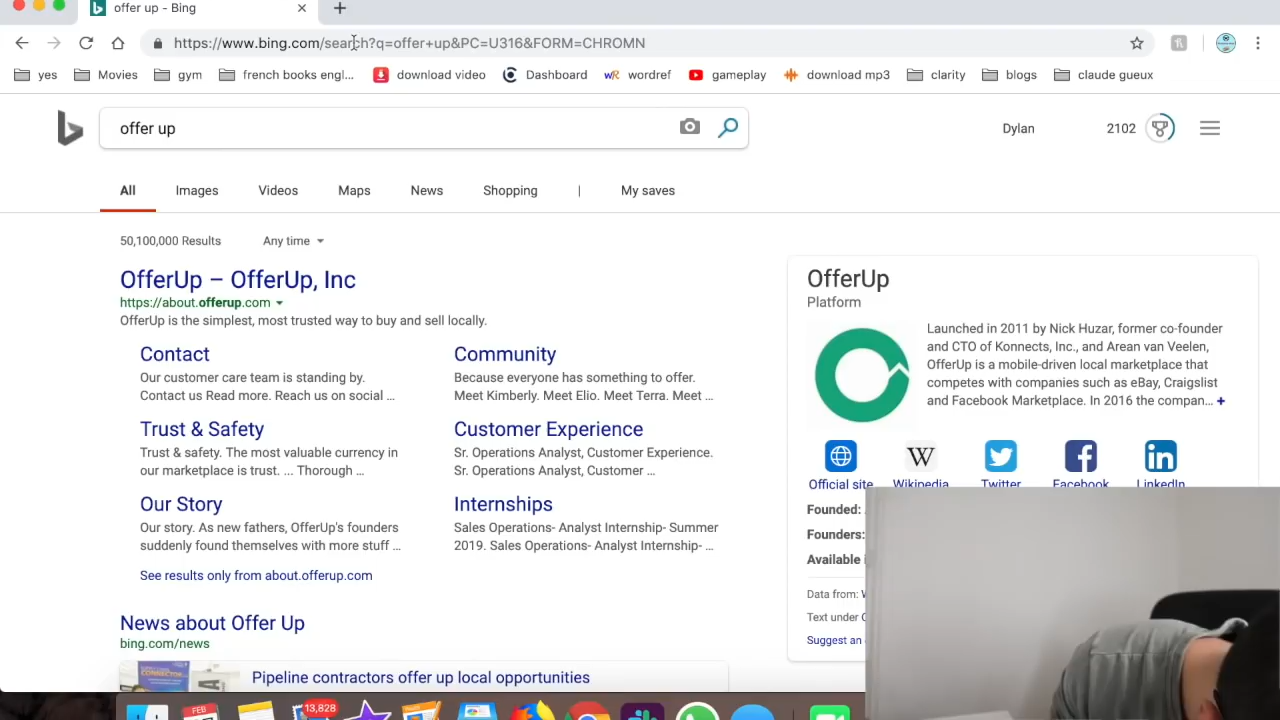 offer up - Bing
https://www.bing.com/search?q=offer+up&PC=U316&FORM=CHROMN
yes
Movies
gym
french books engl...
download video
Dashboard
wR wordref
gameplay
download mp3
clarity
blogs
claude gueux
offer up
Dylan
2102
All
Images
Videos
Maps
News
Shopping
|
My saves
50,100,000 Results
Any time
OfferUp – OfferUp, Inc
https://about.offerup.com
OfferUp is the simplest, most trusted way to buy and sell locally.
Contact
Our customer care team is standing by.
Contact us Read more. Reach us on social ...
Community
Because everyone has something to offer.
Meet Kimberly. Meet Elio. Meet Terra. Meet ...
Trust & Safety
Trust & safety. The most valuable currency in
our marketplace is trust. ... Thorough ...
Customer Experience
Sr. Operations Analyst, Customer Experience.
Sr. Operations Analyst, Customer ...
Our Story
Our story. As new fathers, OfferUp's founders
suddenly found themselves with more stuff ...
Internships
Sales Operations- Analyst Internship- Summer
2019. Sales Operations- Analyst Internship- ...
See results only from about.offerup.com
News about Offer Up
bing.com/news
Pipeline contractors offer up local opportunities
OfferUp
Platform
Launched in 2011 by Nick Huzar, former co-founder
and CTO of Konnects, Inc., and Arean van Veelen,
OfferUp is a mobile-driven local marketplace that
competes with companies such as eBay, Craigslist
and Facebook Marketplace. In 2016 the compan... +
W
Official site
Wikipedia
Twitter
Facebook
LinkedIn
Founded:
Founders:
Available
Data from:
Text under
Suggest an
FEB
13,828